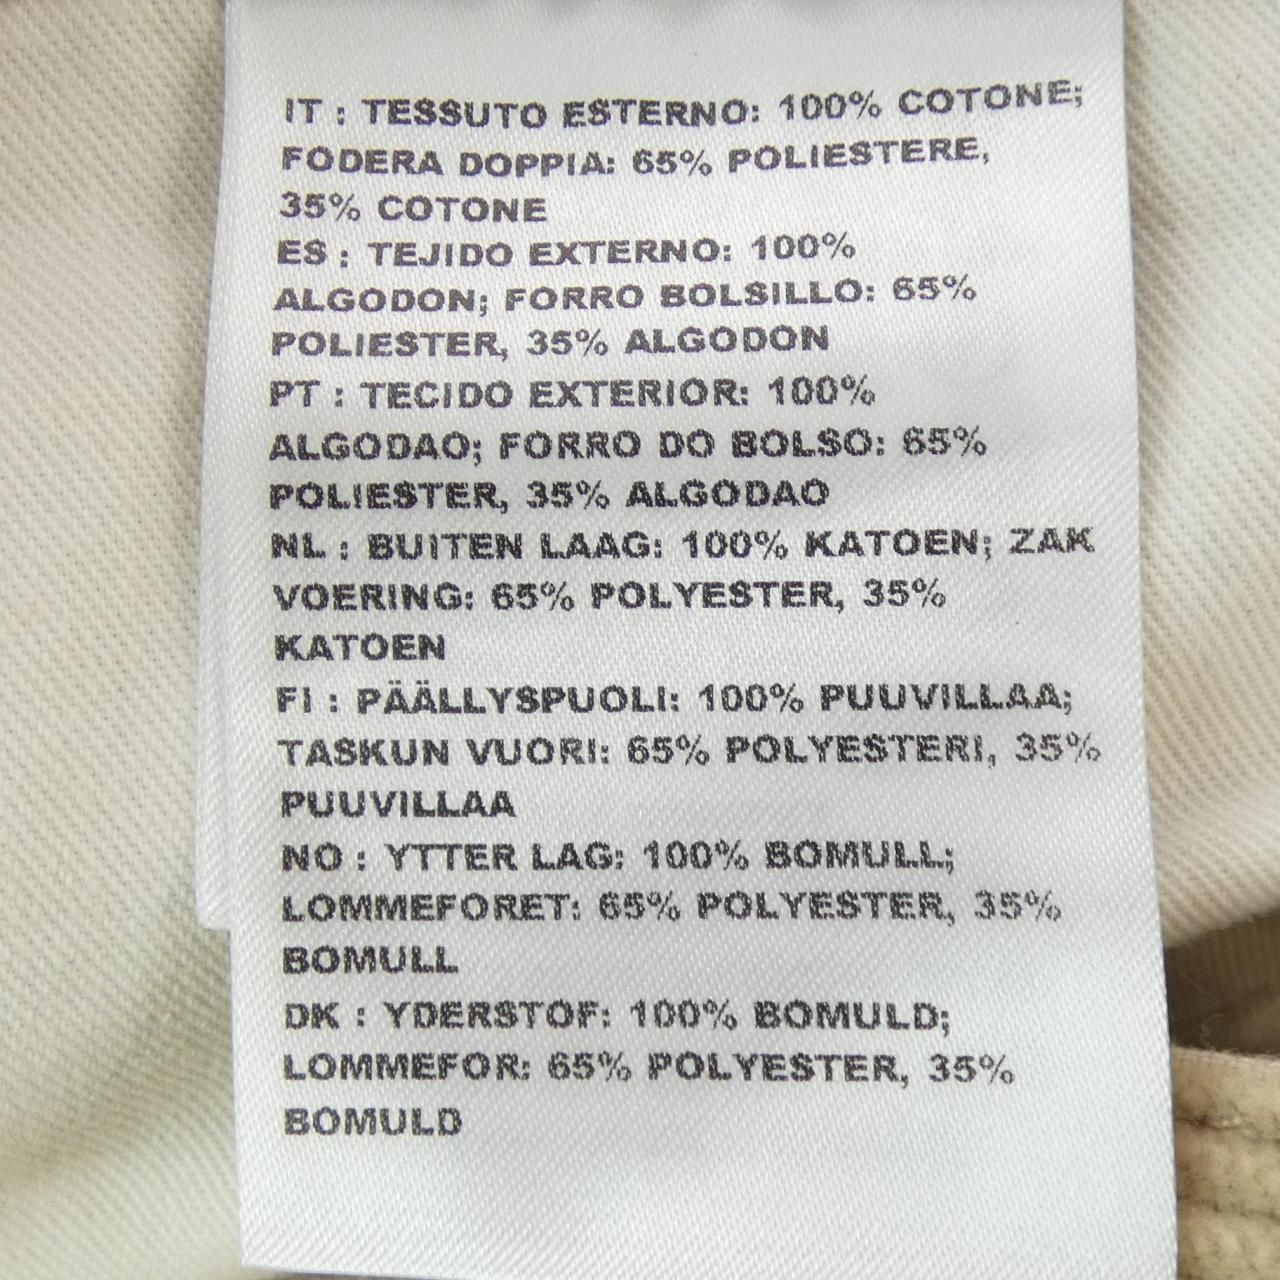 IT : TESSUTO ESTERNO: 100% COTONE;
FODERA DOPPIA: 65% POLIESTERE,
35% COTONE
ES : TEJIDO EXTERNO: 100%
ALGODON; FORRO BOLSILLO: 65%
POLIESTER, 35% ALGODON
PT : TECIDO EXTERIOR: 100%
ALGODAO; FORRO DO BOLSO: 65%
POLIESTER, 35% ALGODAO
NL : BUITEN LAAG: 100% KATOEN; ZAK
VOERING: 65% POLYESTER, 35%
KATOEN
FI : PÄÄLLYSPUOLI: 100% PUUVILLAA;
TASKUN VUORI: 65% POLYESTERI, 35%
PUUVILLAA
NO : YTTER LAG: 100% BOMULL;
LOMMEFORET: 65% POLYESTER, 35%
BOMULL
DK : YDERSTOF: 100% BOMULD;
LOMMEFOR: 65% POLYESTER, 35%
BOMULD